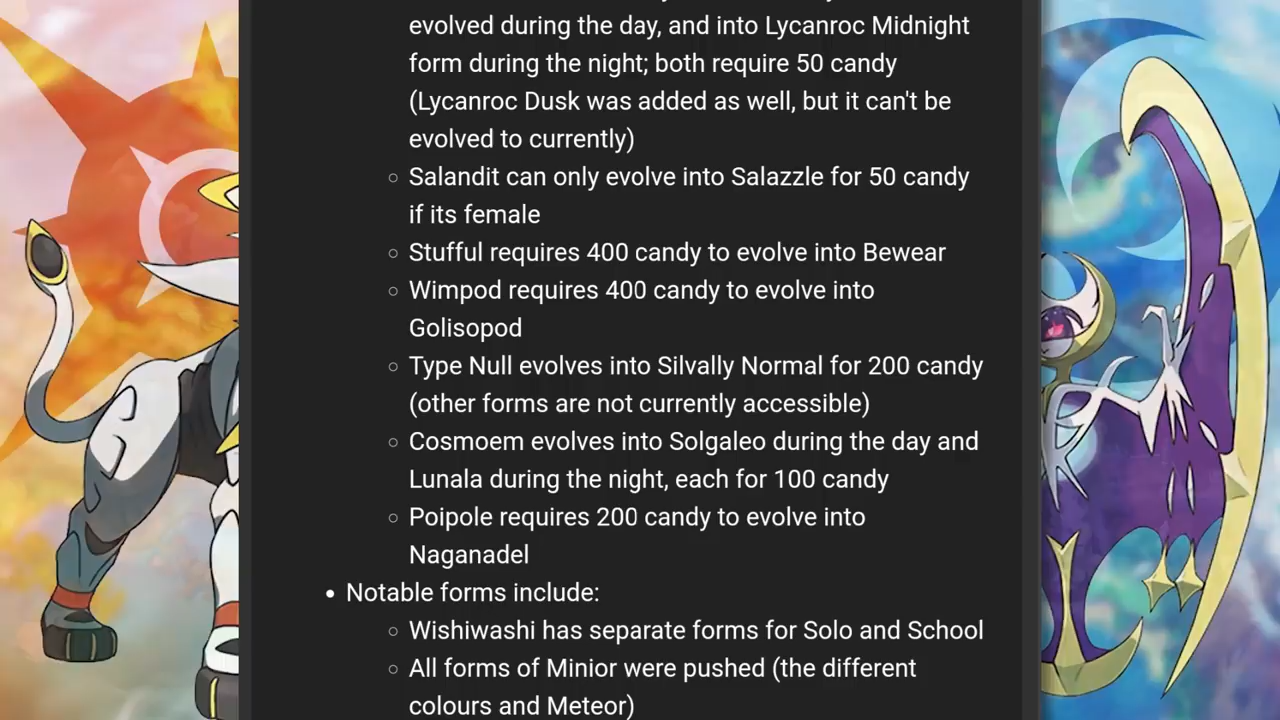 evolved during the day, and into Lycanroc Midnight
form during the night; both require 50 candy
(Lycanroc Dusk was added as well, but it can't be
evolved to currently)
Salandit can only evolve into Salazzle for 50 candy
if its female
Stufful requires 400 candy to evolve into Bewear
Wimpod requires 400 candy to evolve into
Golisopod
Type Null evolves into Silvally Normal for 200 candy
(other forms are not currently accessible)
Cosmoem evolves into Solgaleo during the day and
Lunala during the night, each for 100 candy
Poipole requires 200 candy to evolve into
Naganadel
Notable forms include:
Wishiwashi has separate forms for Solo and School
All forms of Minior were pushed (the different
colours and Meteor)